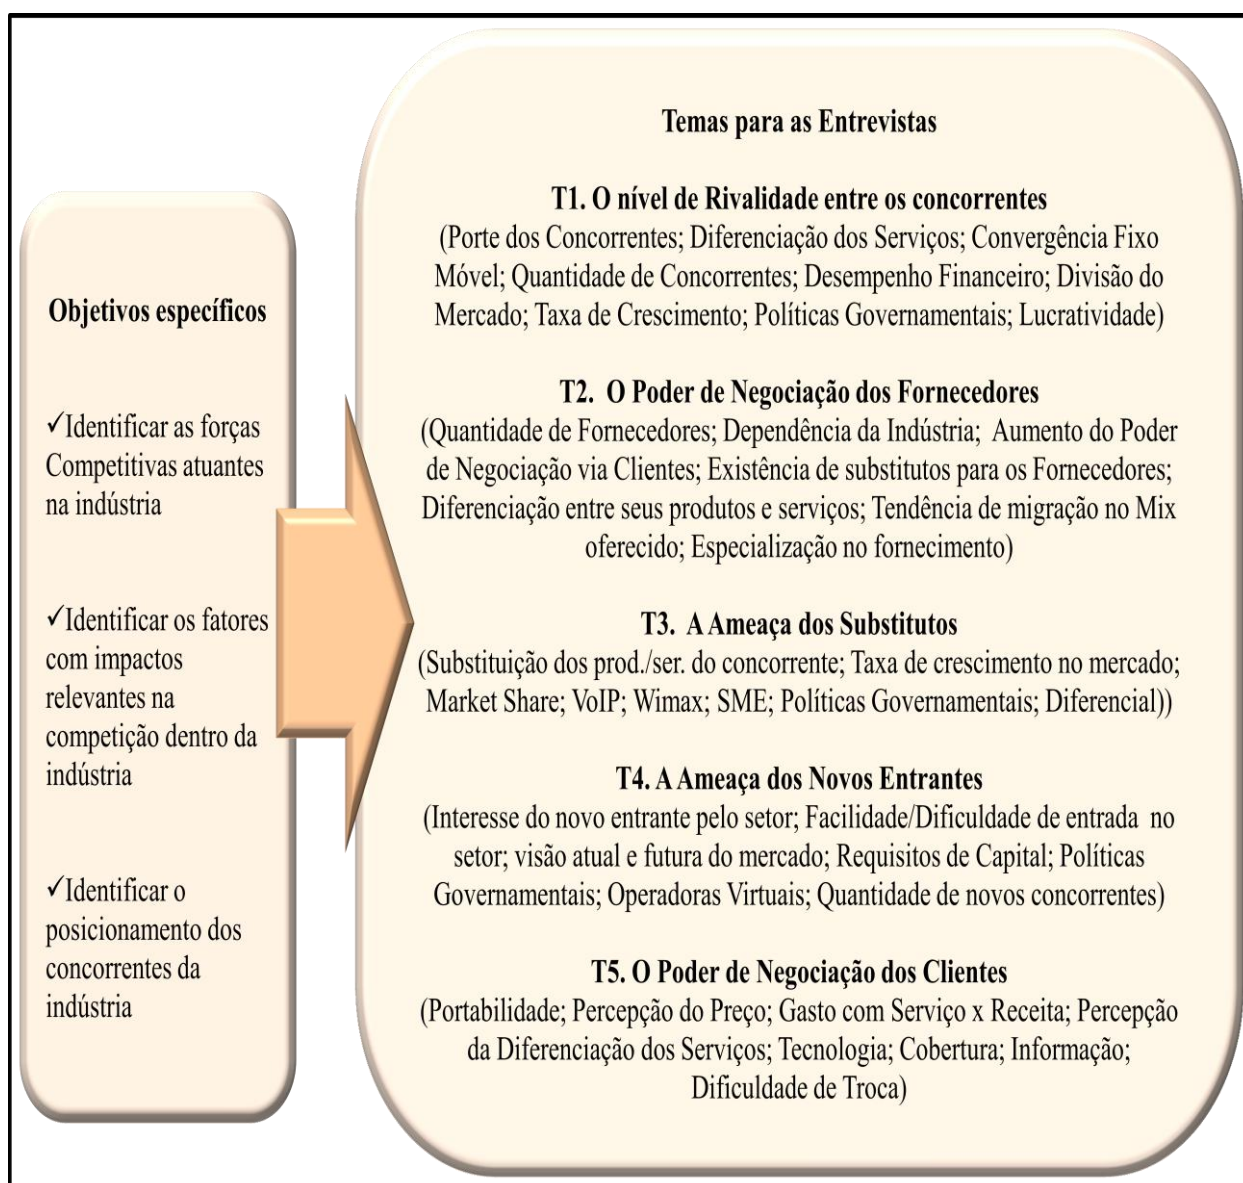 Objetivos específicos
✓Identificar as forças
Competitivas atuantes
na indústria
✓Identificar os fatores
com impactos
relevantes na
competição dentro da
indústria
✓Identificar o
posicionamento dos
concorrentes da
indústria
Temas para as Entrevistas
T1. O nível de Rivalidade entre os concorrentes
(Porte dos Concorrentes; Diferenciação dos Serviços; Convergência Fixo
Móvel; Quantidade de Concorrentes; Desempenho Financeiro; Divisão do
Mercado; Taxa de Crescimento; Políticas Governamentais; Lucratividade)
T2. O Poder de Negociação dos Fornecedores
(Quantidade de Fornecedores; Dependência da Indústria; Aumento do Poder
de Negociação via Clientes; Existência de substitutos para os Fornecedores;
Diferenciação entre seus produtos e serviços; Tendência de migração no Mix
oferecido; Especialização no fornecimento)
T3. A Ameaça dos Substitutos
(Substituição dos prod./ser. do concorrente; Taxa de crescimento no mercado;
Market Share; VoIP; Wimax; SME; Políticas Governamentais; Diferencial))
T4. A Ameaça dos Novos Entrantes
(Interesse do novo entrante pelo setor; Facilidade/Dificuldade de entrada no
setor; visão atual e futura do mercado; Requisitos de Capital; Políticas
Governamentais; Operadoras Virtuais; Quantidade de novos concorrentes)
T5. O Poder de Negociação dos Clientes
(Portabilidade; Percepção do Preço; Gasto com Serviço x Receita; Percepção
da Diferenciação dos Serviços; Tecnologia; Cobertura; Informação;
Dificuldade de Troca)